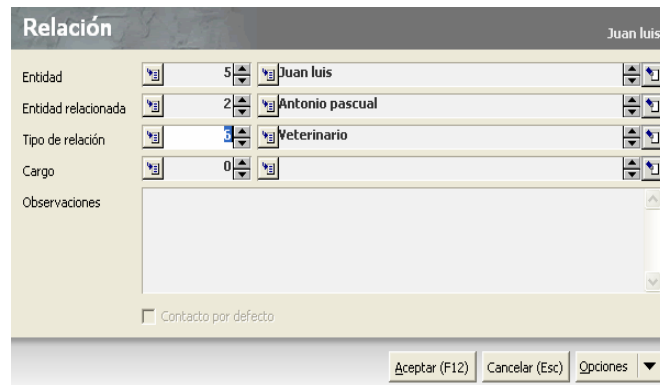 Relación
Juan luis
Entidad 5 Juan luis
Entidad relacionada 2 Antonio pascual
Tipo de relación 6 Veterinario
Cargo 0
Observaciones
Contacto por defecto
Aceptar (F12) Cancelar (Esc) Opciones